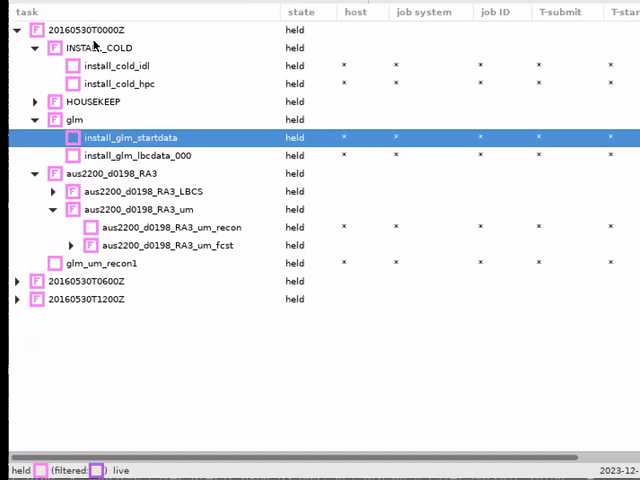 task state host job system job ID T-submit T-star
F 20160530T0000Z held
F INSTALL_COLD held
install_cold_idl held * * * * *
install_cold_hpc held * * * * *
F HOUSEKEEP held
F glm held
install_glm_startdata held * * * * *
install_glm_lbcdata_000 held * * * * *
F aus2200_d0198_RA3 held
F aus2200_d0198_RA3_LBCS held
F aus2200_d0198_RA3_um held
aus2200_d0198_RA3_um_recon held * * * * *
F aus2200_d0198_RA3_um_fcst held * * * * *
glm_um_recon1 held * * * * *
F 20160530T0600Z held
F 20160530T1200Z held
held (filtered: ) live 2023-12-